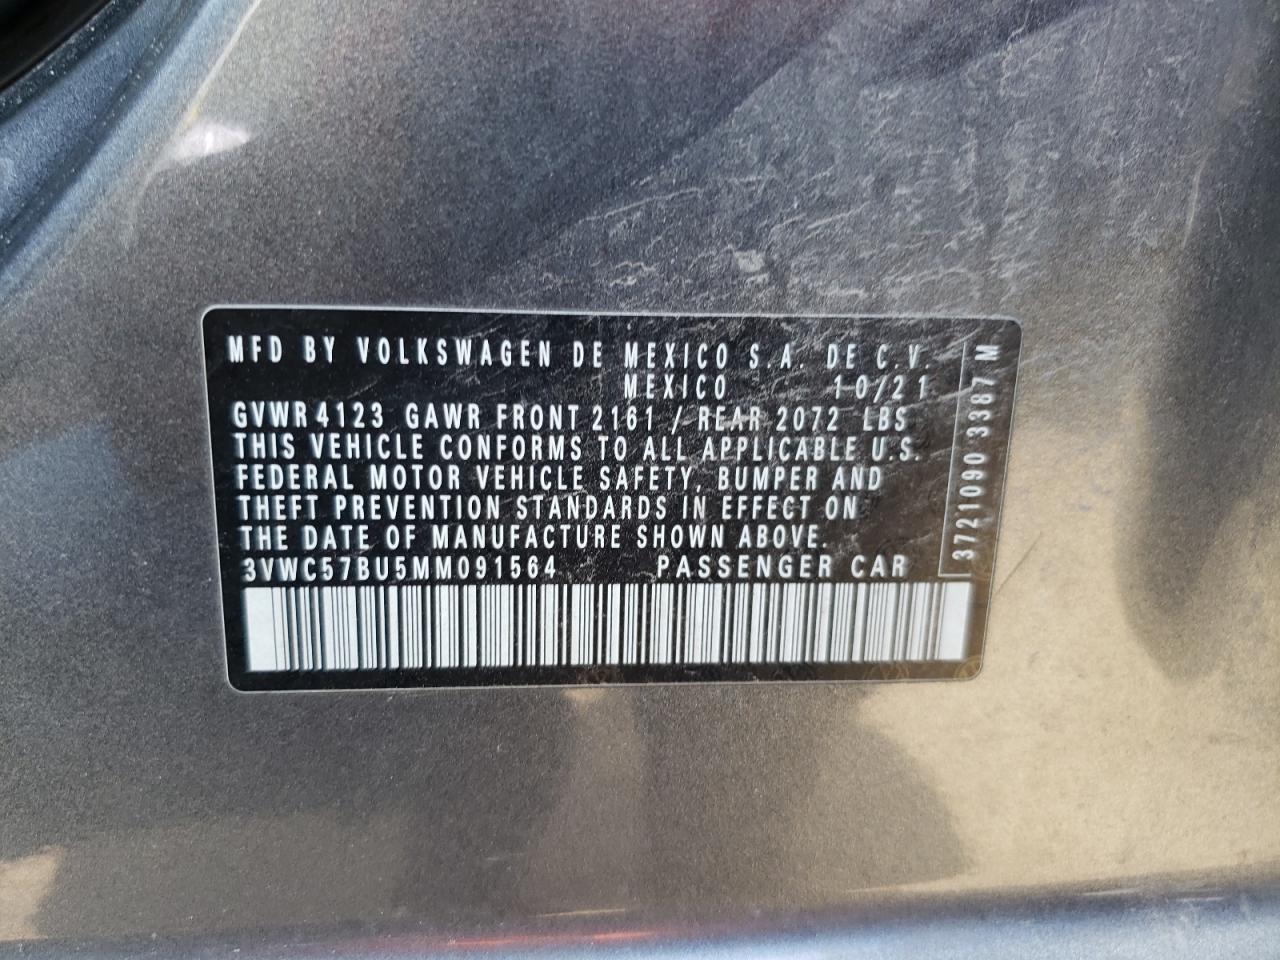 MFD BY VOLKSWAGEN DE MEXICO S.A. DE C.V.
MEXICO 10/21
GVWR 4123 GAWR FRONT 2161 / REAR 2072 LBS
THIS VEHICLE CONFORMS TO ALL APPLICABLE U.S.
FEDERAL MOTOR VEHICLE SAFETY, BUMPER AND
THEFT PREVENTION STANDARDS IN EFFECT ON
THE DATE OF MANUFACTURE SHOWN ABOVE.
3VWC57BU5MM091564 PASSENGER CAR
3721090 3387 M